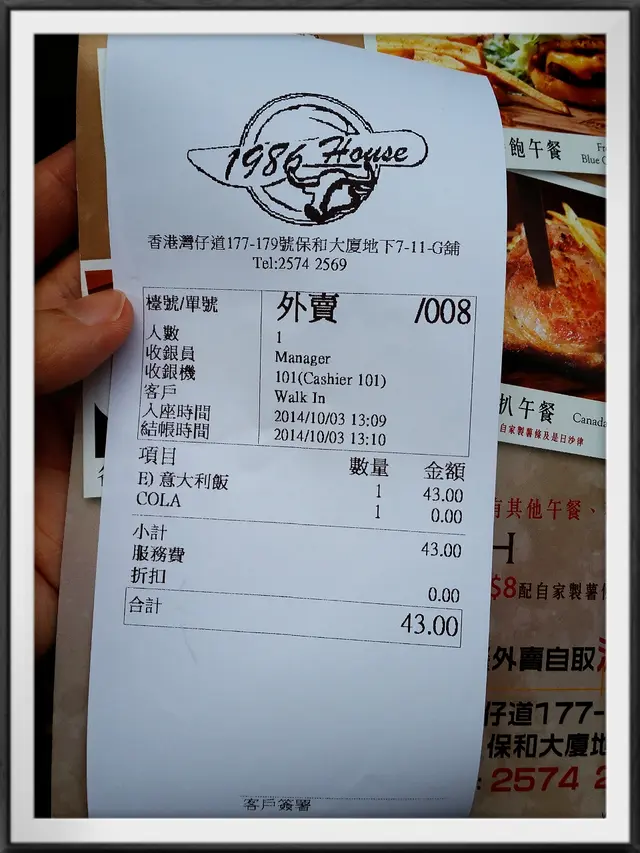 1986 House
香港灣仔道177-179號保和大廈地下7-11-G舖
Tel:2574 2569
檯號/單號 外賣 /008
人數 1
收銀員 Manager
收銀機 101(Cashier 101)
客戶 Walk In
入座時間 2014/10/03 13:09
結帳時間 2014/10/03 13:10
項目 數量 金額
E) 意大利飯 1 43.00
COLA 1 0.00
小計 43.00
服務費
折扣 0.00
合計 43.00
客戶簽署
飽午餐
Blue
扒午餐 Canada
自家製薯條及是日沙律
有其他午餐、
H
$8配自家製薯
外賣自取
仔道177-
保和大廈地
2574 2